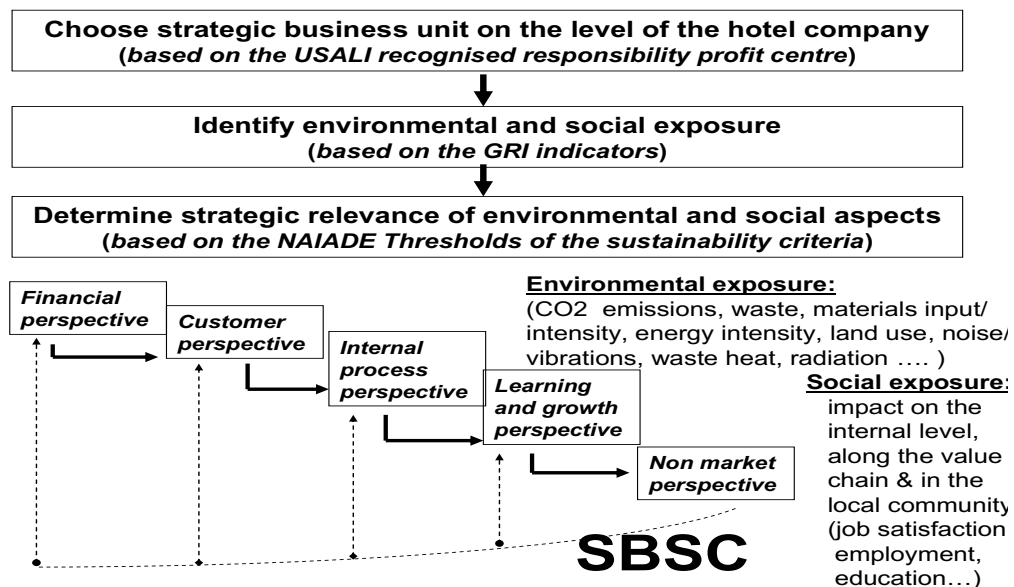 Choose strategic business unit on the level of the hotel company
(based on the USALI recognised responsibility profit centre)
Identify environmental and social exposure
(based on the GRI indicators)
Determine strategic relevance of environmental and social aspects
(based on the NAIADE Thresholds of the sustainability criteria)
Financial
perspective
Customer
perspective
Internal
process
perspective
Learning
and growth
perspective
Non market
perspective
Environmental exposure:
(CO2 emissions, waste, materials input/
intensity, energy intensity, land use, noise/
vibrations, waste heat, radiation .... )
Social exposure:
impact on the
internal level,
along the value
chain & in the
local community
(job satisfaction
employment,
education...)
SBSC